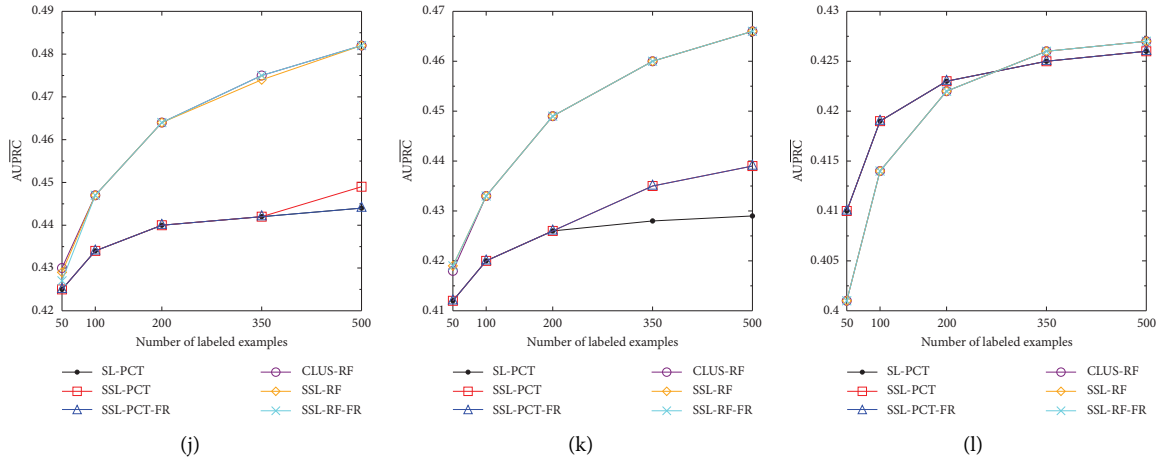 0.49
0.48
0.47
0.46
0.45
0.44
0.43
0.42
AUPRC
50 100 200 350 500
Number of labeled examples
SL-PCT
SSL-PCT
SSL-PCT-FR
CLUS-RF
SSL-RF
SSL-RF-FR
(j)
0.47
0.46
0.45
0.44
0.43
0.42
0.41
AUPRC
50 100 200 350 500
Number of labeled examples
SL-PCT
SSL-PCT
SSL-PCT-FR
CLUS-RF
SSL-RF
SSL-RF-FR
(k)
0.43
0.425
0.42
0.415
0.41
0.405
0.4
AUPRC
50 100 200 350 500
Number of labeled examples
SL-PCT
SSL-PCT
SSL-PCT-FR
CLUS-RF
SSL-RF
SSL-RF-FR
(l)